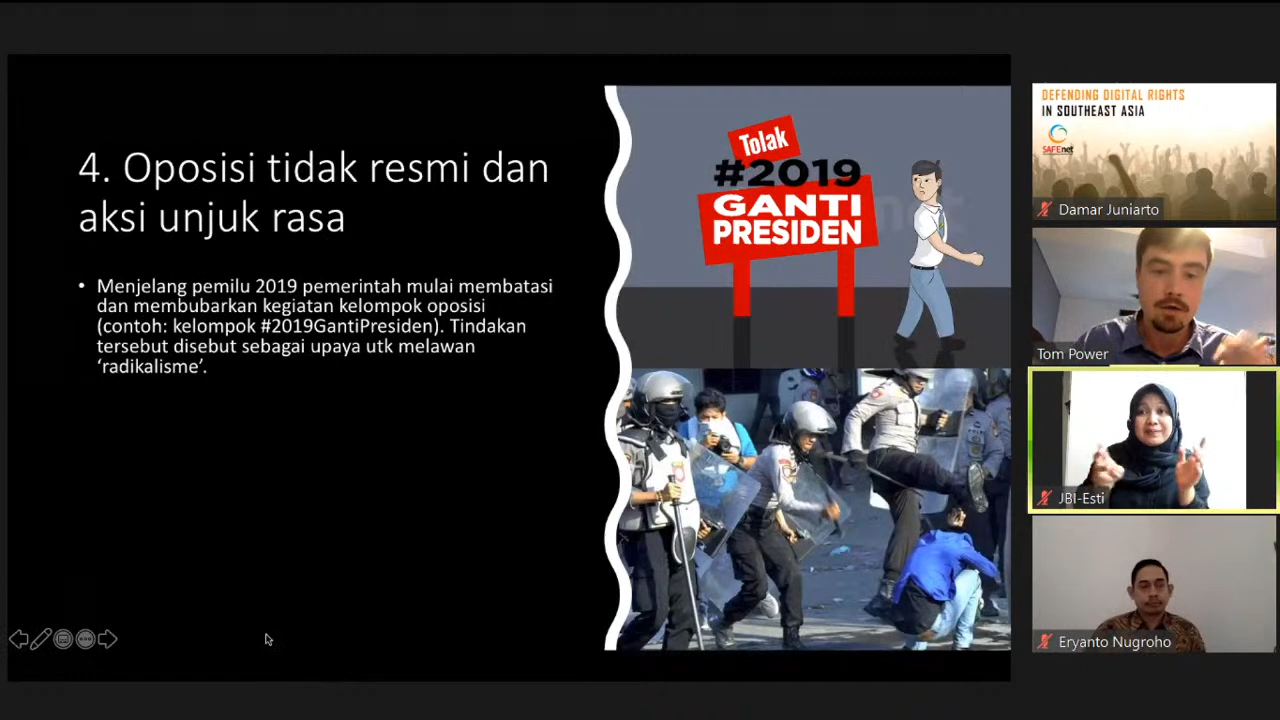 4. Oposisi tidak resmi dan
aksi unjuk rasa
• Menjelang pemilu 2019 pemerintah mulai membatasi
dan membubarkan kegiatan kelompok oposisi
(contoh: kelompok #2019GantiPresiden). Tindakan
tersebut disebut sebagai upaya utk melawan
‘radikalisme’.
Tolak
#2019
GANTI
PRESIDEN
DEFENDING DIGITAL RIGHTS
IN SOUTHEAST ASIA
SAFEnet
Damar Juniarto
Tom Power
JBI-Esti
Eryanto Nugroho